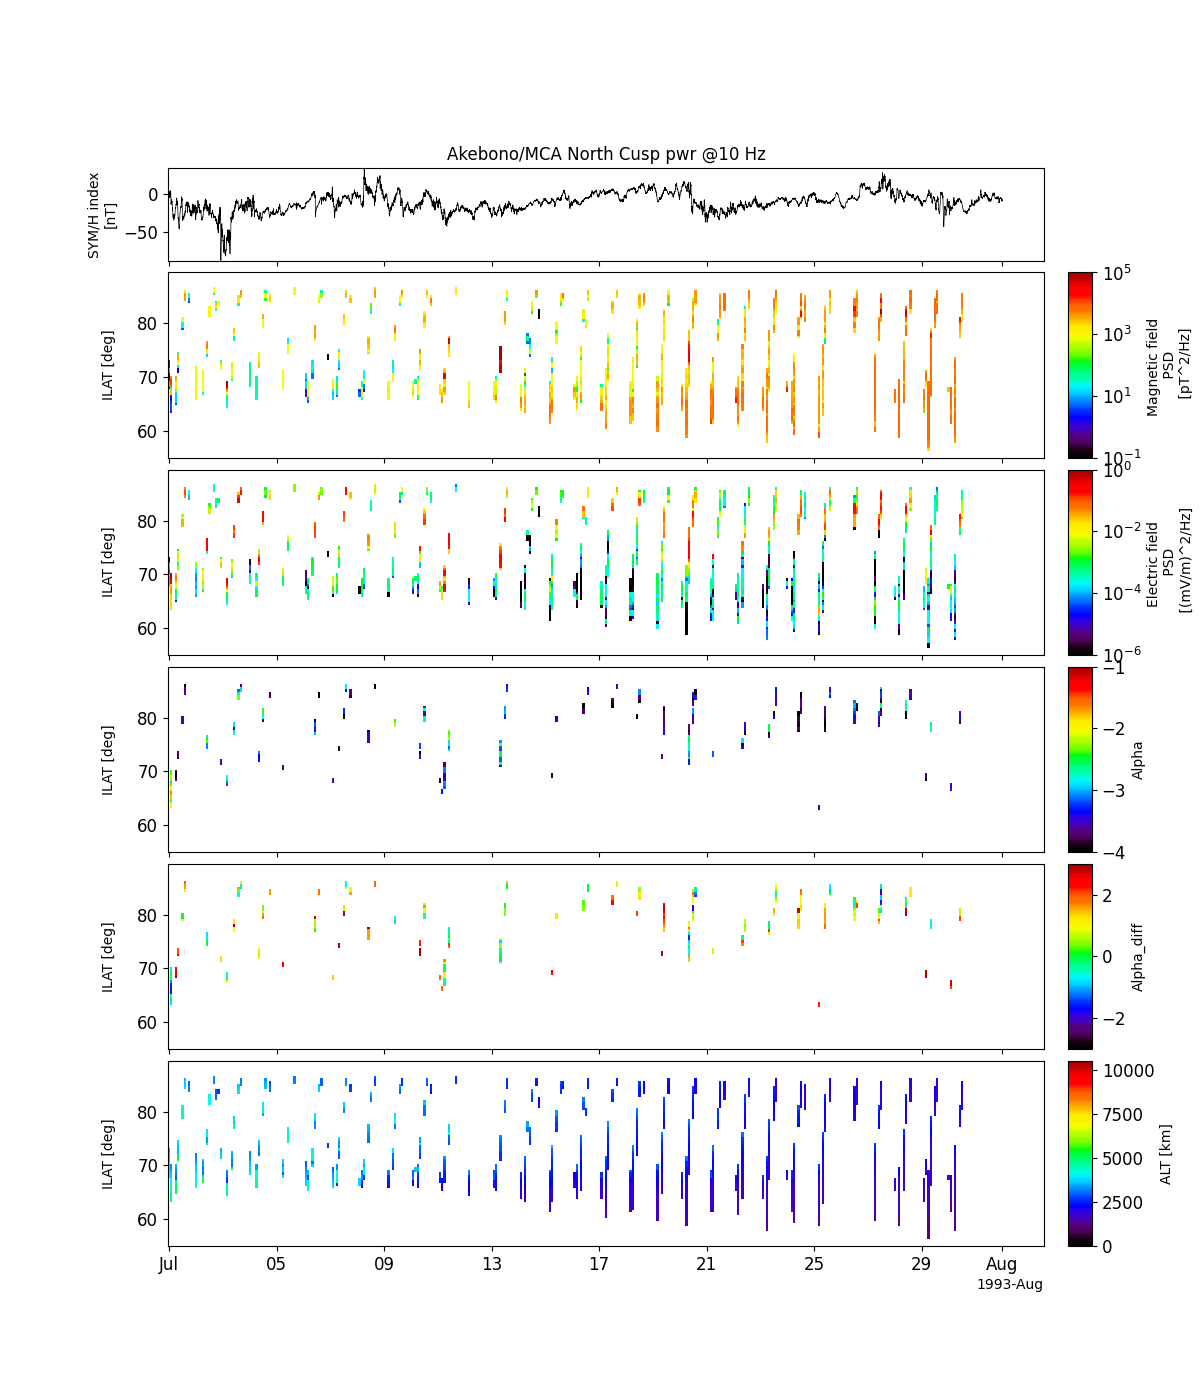 Akebono/MCA North Cusp pwr @10 Hz
SYM/H index
[nT]
0
−50
ILAT [deg]
80
70
60
10^5
10^3
10^1
10^−1
Magnetic field
PSD
[pT^2/Hz]
ILAT [deg]
80
70
60
10^0
10^−2
10^−4
10^−6
Electric field
PSD
[(mV/m)^2/Hz]
ILAT [deg]
80
70
60
−1
−2
−3
−4
Alpha
ILAT [deg]
80
70
60
2
0
−2
Alpha_diff
ILAT [deg]
80
70
60
10000
7500
5000
2500
0
ALT [km]
Jul 05 09 13 17 21 25 29 Aug
1993-Aug